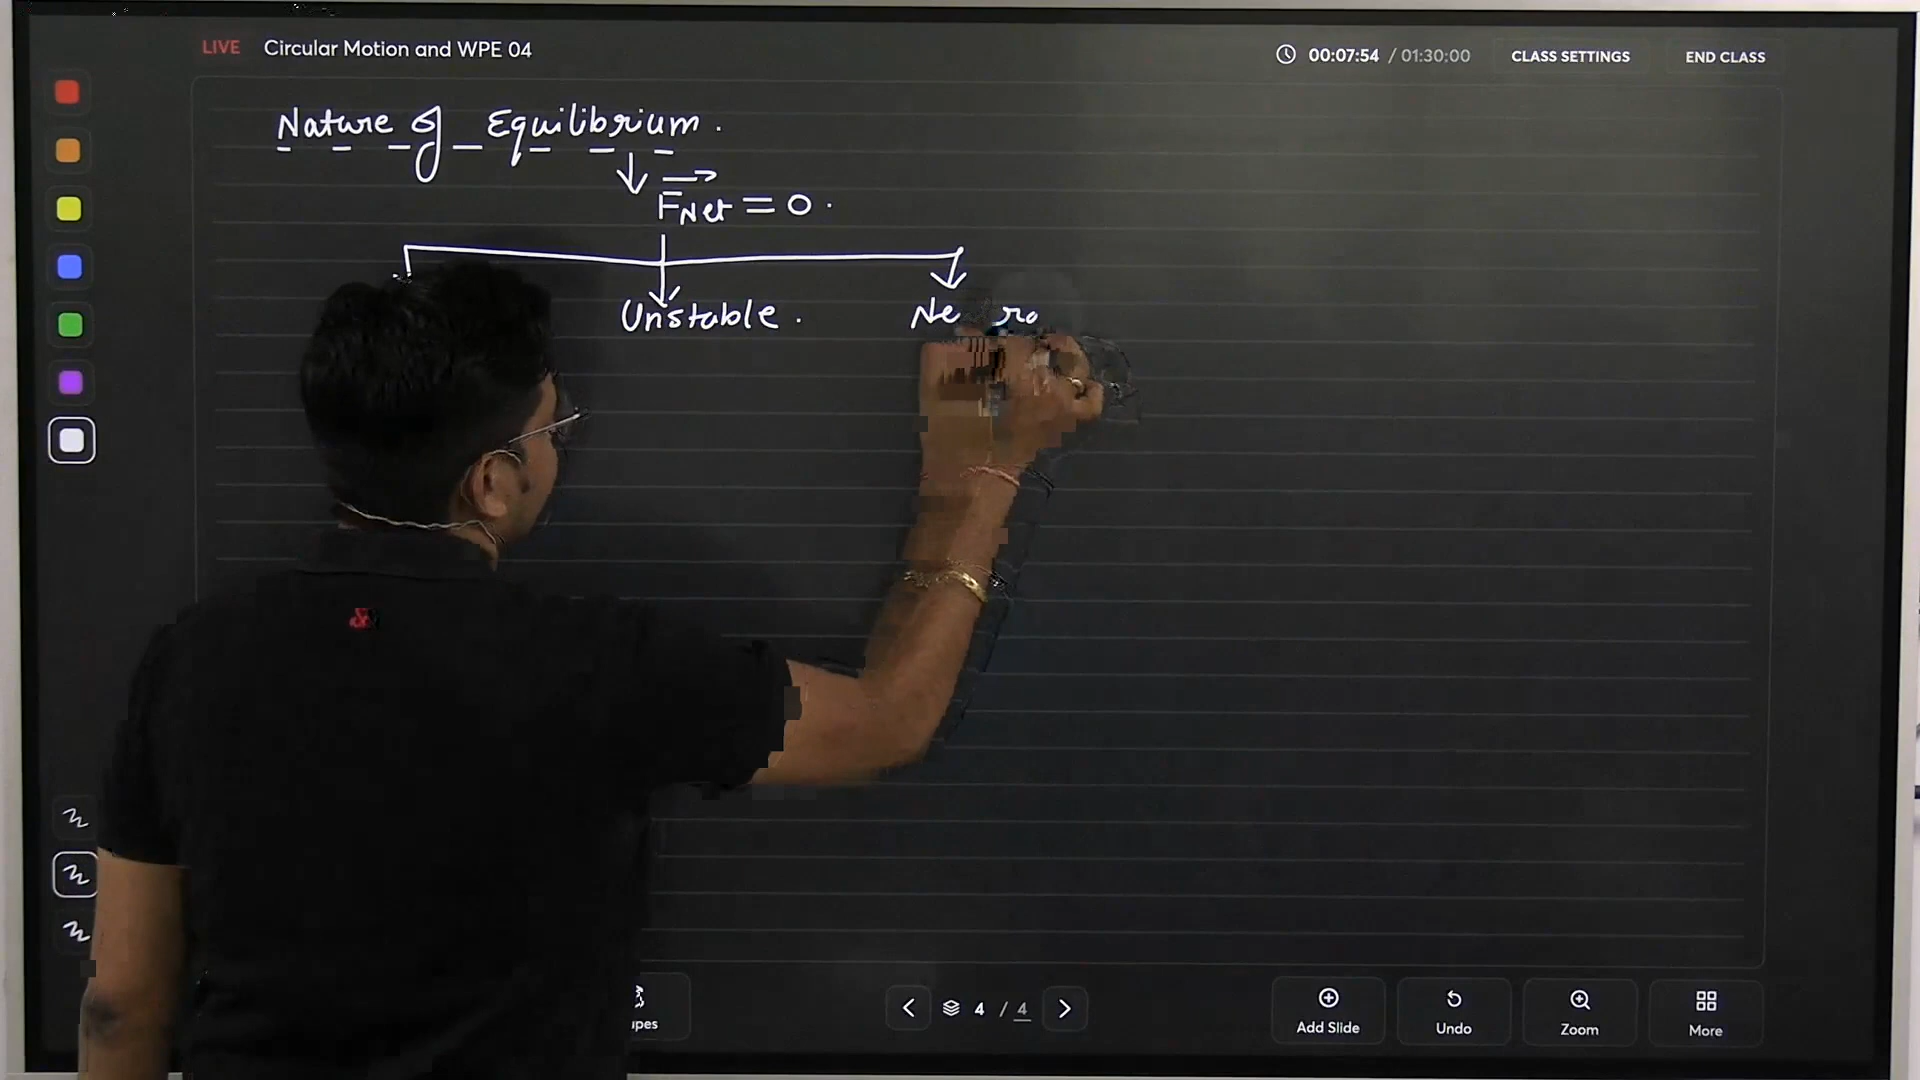 LIVE Circular Motion and WPE 04
00:07:54 / 01:30:00 CLASS SETTINGS END CLASS
Nature of Equilibrium.
FNet = 0.
Unstable.
4 / 4
Add Slide Undo Zoom More